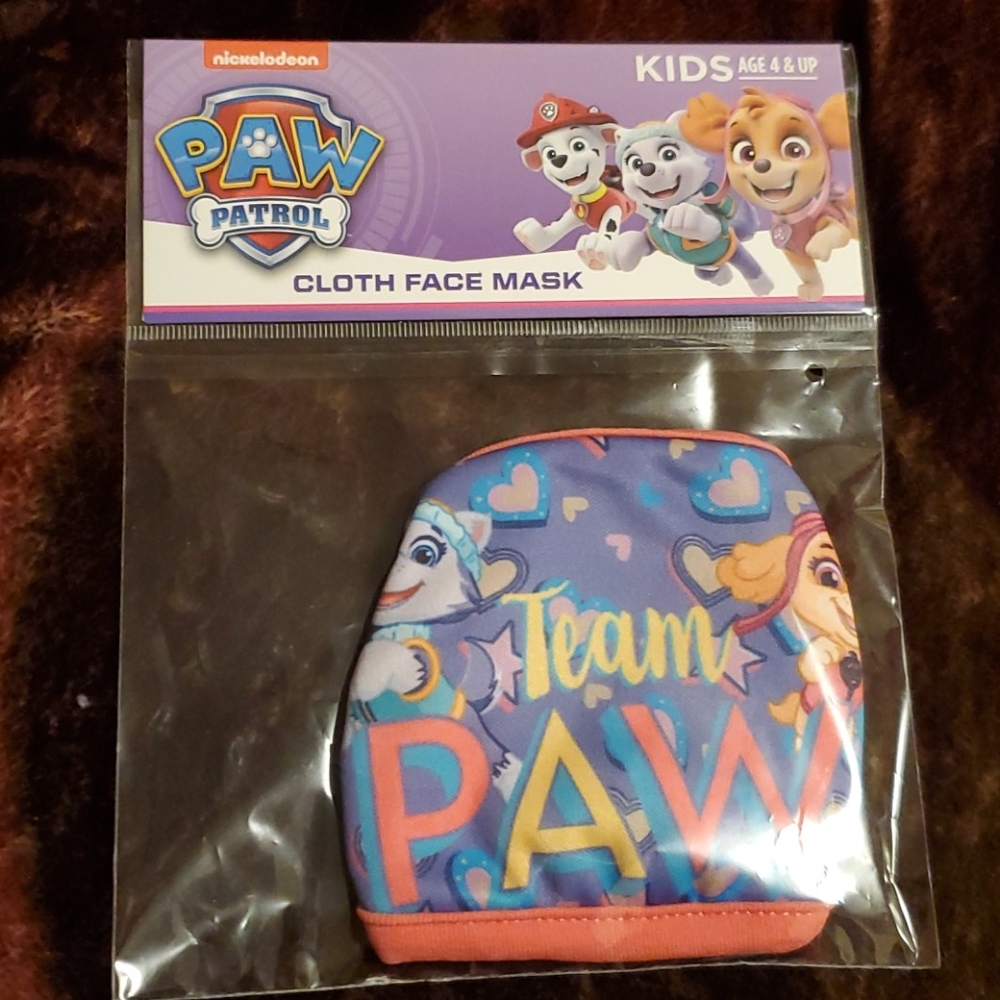 nickelodeon
KIDS AGE 4 & UP
PAW
PATROL
CLOTH FACE MASK
Team
PAW